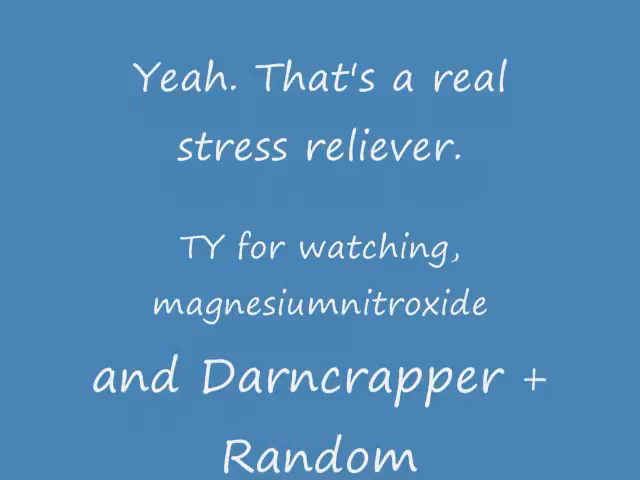 Yeah. That's a real
stress reliever.
TY for watching,
magnesiumnitroxide
and Darncrapper +
Random